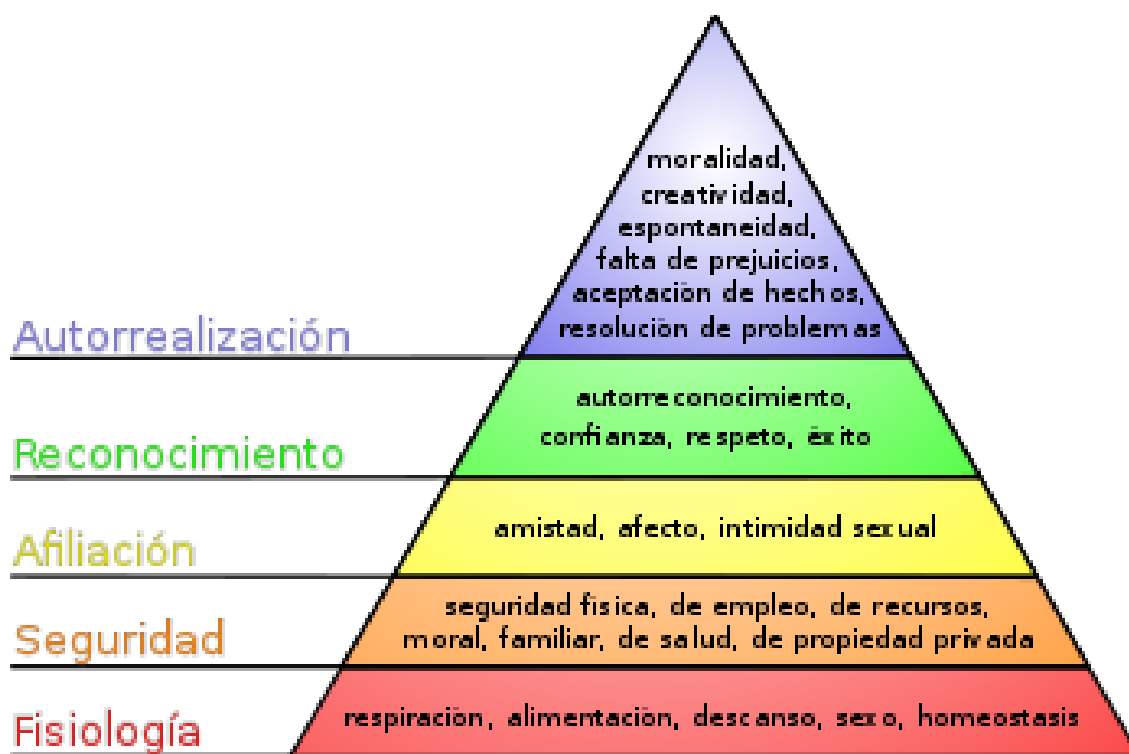 moralidad,
creatividad,
espontaneidad,
falta de prejuicios,
aceptación de hechos,
resolución de problemas
Autorrealización
autorreconocimiento,
confianza, respeto, éxito
Reconocimiento
amistad, afecto, intimidad sexual
Afiliación
seguridad física, de empleo, de recursos,
moral, familiar, de salud, de propiedad privada
Seguridad
respiración, alimentación, descanso, sexo, homeostasis
Fisiología